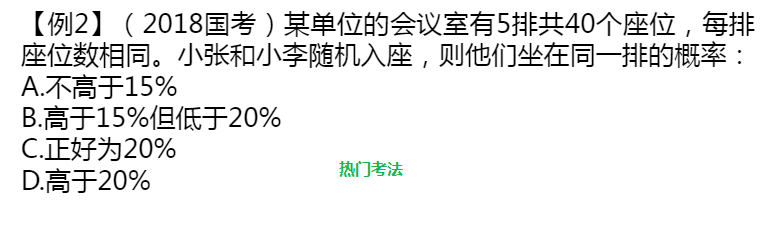 【例2】（2018国考）某单位的会议室有5排共40个座位，每排
座位数相同。小张和小李随机入座，则他们坐在同一排的概率：
A.不高于15%
B.高于15%但低于20%
C.正好为20%
D.高于20%
热门考法